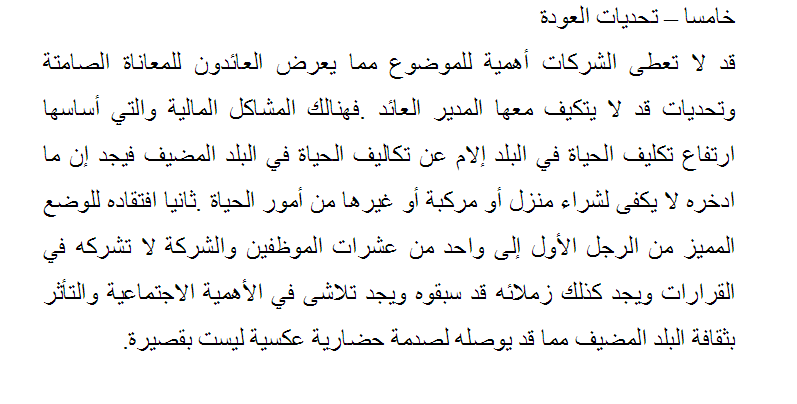 خامسا – تحديات العودة
قد لا تعطى الشركات أهمية للموضوع مما يعرض العائدون للمعاناة الصامتة
وتحديات قد لا يتكيف معها المدير العائد .فهنالك المشاكل المالية والتي أساسها
ارتفاع تكليف الحياة في البلد إلام عن تكاليف الحياة في البلد المضيف فيجد إن ما
ادخره لا يكفى لشراء منزل أو مركبة أو غيرها من أمور الحياة .ثانيا افتقاده للوضع
المميز من الرجل الأول إلى واحد من عشرات الموظفين والشركة لا تشركه في
القرارات ويجد كذلك زملائه قد سبقوه ويجد تلاشى في الأهمية الاجتماعية والتأثر
بثقافة البلد المضيف مما قد يوصله لصدمة حضارية عكسية ليست بقصيرة.